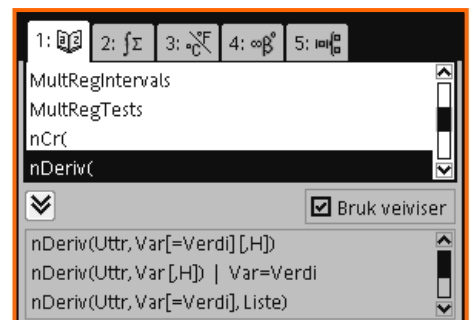 1: 2: ∫Σ 3: °C°F 4: ∞β° 5:
MultRegIntervals
MultRegTests
nCr(
nDeriv(
Bruk veiviser
nDeriv(Uttr, Var[=Verdi] [,H])
nDeriv(Uttr, Var [,H]) | Var=Verdi
nDeriv(Uttr, Var[=Verdi], Liste)